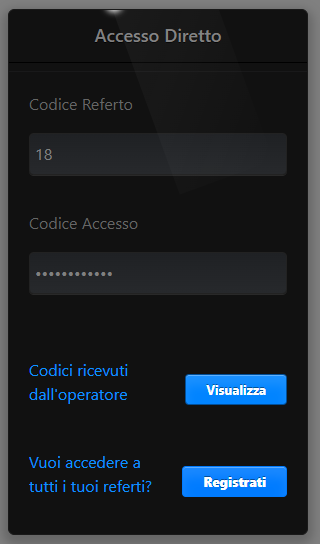 Accesso Diretto
Codice Referto
18
Codice Accesso
••••••••••••
Codici ricevuti
dall'operatore
Visualizza
Vuoi accedere a
tutti i tuoi referti?
Registrati